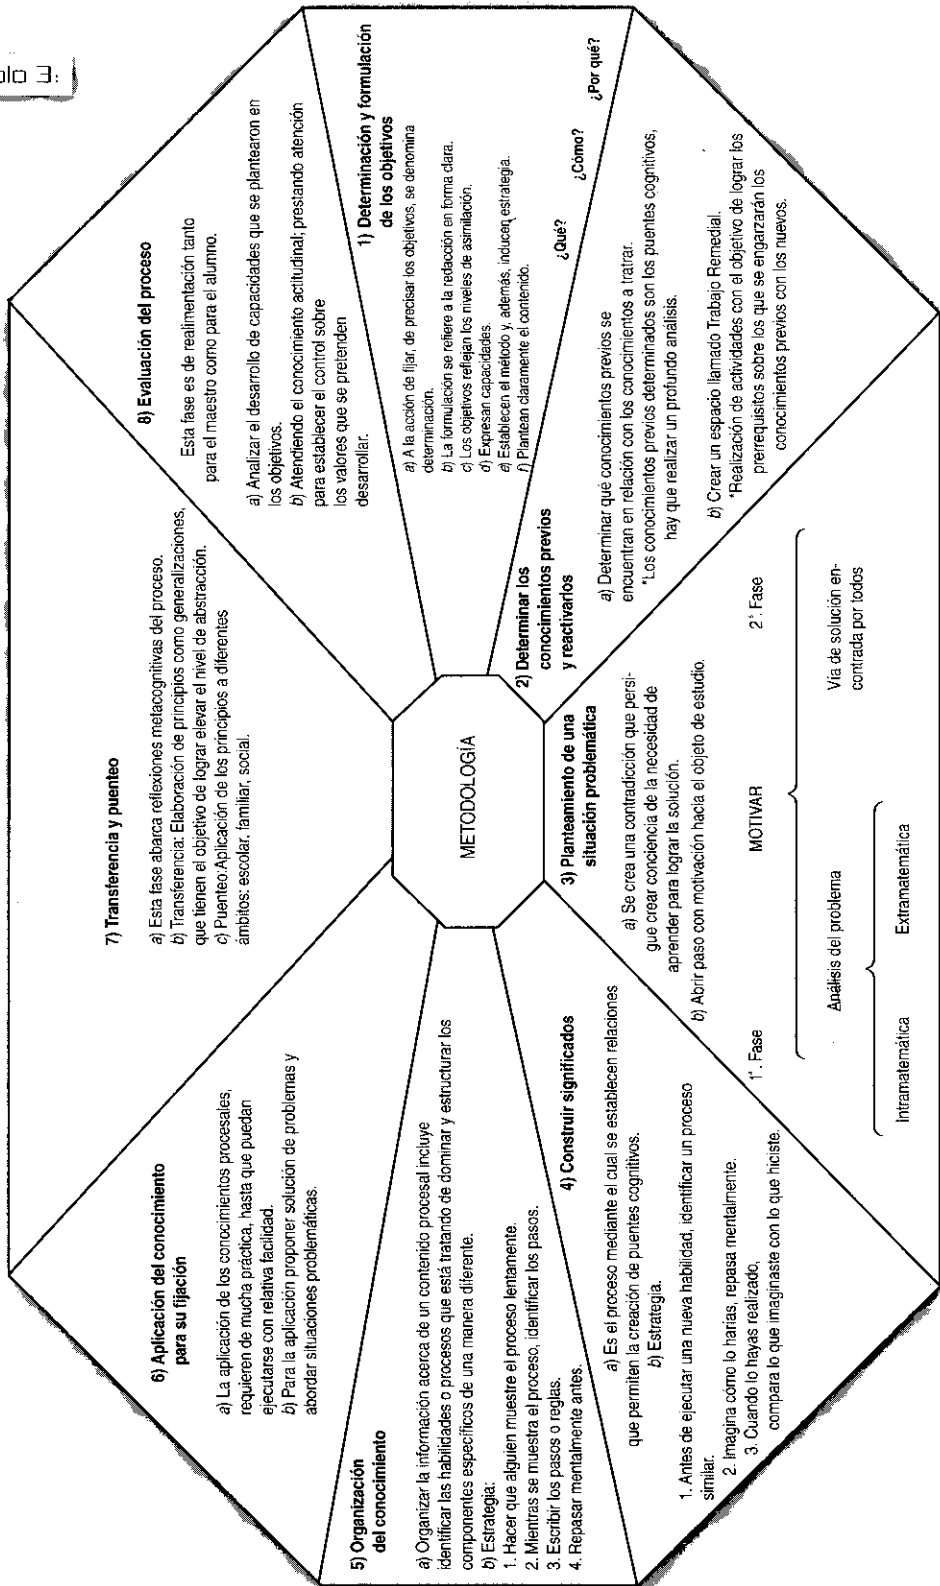 plo 3:
METODOLOGÍA
1) Determinación y formulación
de los objetivos
a) A la acción de fijar, de precisar los objetivos, se denomina
determinación.
b) La formulación se refiere a la redacción en forma clara.
c) Los objetivos reflejan los niveles de asimilación.
d) Expresan capacidades.
e) Establecen el método y, además, inducen estrategia.
f) Plantean claramente el contenido.
¿Qué? ¿Cómo? ¿Por qué?
2) Determinar los
conocimientos previos
y reactivarlos
a) Determinar qué conocimientos previos se
encuentran en relación con los conocimientos a tratrar.
*Los conocimientos previos determinados son los puentes cognitivos,
hay que realizar un profundo análisis.
b) Crear un espacio llamado Trabajo Remedial.
*Realización de actividades con el objetivo de lograr los
prerrequisitos sobre los que se engarzarán los
conocimientos previos con los nuevos.
3) Planteamiento de una
situación problemática
a) Se crea una contradicción que persi-
gue crear conciencia de la necesidad de
aprender para lograr la solución.
b) Abrir paso con motivación hacia el objeto de estudio.
1ª. Fase MOTIVAR 2ª. Fase
Análisis del problema
Vía de solución en-
contrada por todos
Intramatemática Extramatemática
4) Construir significados
a) Es el proceso mediante el cual se establecen relaciones
que permiten la creación de puentes cognitivos.
b) Estrategia.
1. Antes de ejecutar una nueva habilidad, identificar un proceso
similar.
2. Imagina cómo lo harías, repasa mentalmente.
3. Cuando lo hayas realizado,
compara lo que imaginaste con lo que hiciste.
5) Organización
del conocimiento
a) Organizar la información acerca de un contenido procesal incluye
identificar las habilidades o procesos que está tratando de dominar y estructurar los
componentes específicos de una manera diferente.
b) Estrategia:
1. Hacer que alguien muestre el proceso lentamente.
2. Mientras se muestra el proceso, identificar los pasos.
3. Escribir los pasos o reglas.
4. Repasar mentalmente antes.
6) Aplicación del conocimiento
para su fijación
a) La aplicación de los conocimientos procesales,
requieren de mucha práctica, hasta que puedan
ejecutarse con relativa facilidad.
b) Para la aplicación proponer solución de problemas y
abordar situaciones problemáticas.
7) Transferencia y puenteo
a) Esta fase abarca reflexiones metacognitivas del proceso.
b) Transferencia: Elaboración de principios como generalizaciones,
que tienen el objetivo de lograr elevar el nivel de abstracción.
c) Puenteo:Aplicación de los principios a diferentes
ámbitos: escolar, familiar, social.
8) Evaluación del proceso
Esta fase es de realimentación tanto
para el maestro como para el alumno.
a) Analizar el desarrollo de capacidades que se plantearon en
los objetivos.
b) Atendiendo el conocimiento actitudinal; prestando atención
para establecer el control sobre
los valores que se pretenden
desarrollar.